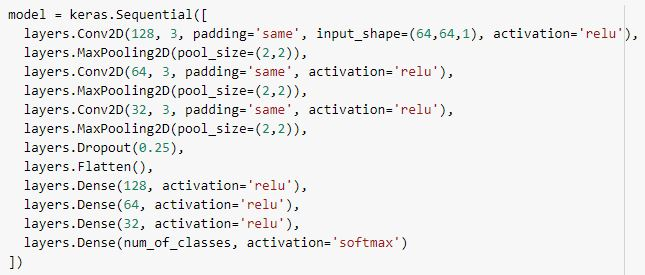 model = keras.Sequential([
  layers.Conv2D(128, 3, padding='same', input_shape=(64,64,1), activation='relu'),
  layers.MaxPooling2D(pool_size=(2,2)),
  layers.Conv2D(64, 3, padding='same', activation='relu'),
  layers.MaxPooling2D(pool_size=(2,2)),
  layers.Conv2D(32, 3, padding='same', activation='relu'),
  layers.MaxPooling2D(pool_size=(2,2)),
  layers.Dropout(0.25),
  layers.Flatten(),
  layers.Dense(128, activation='relu'),
  layers.Dense(64, activation='relu'),
  layers.Dense(32, activation='relu'),
  layers.Dense(num_of_classes, activation='softmax')
])